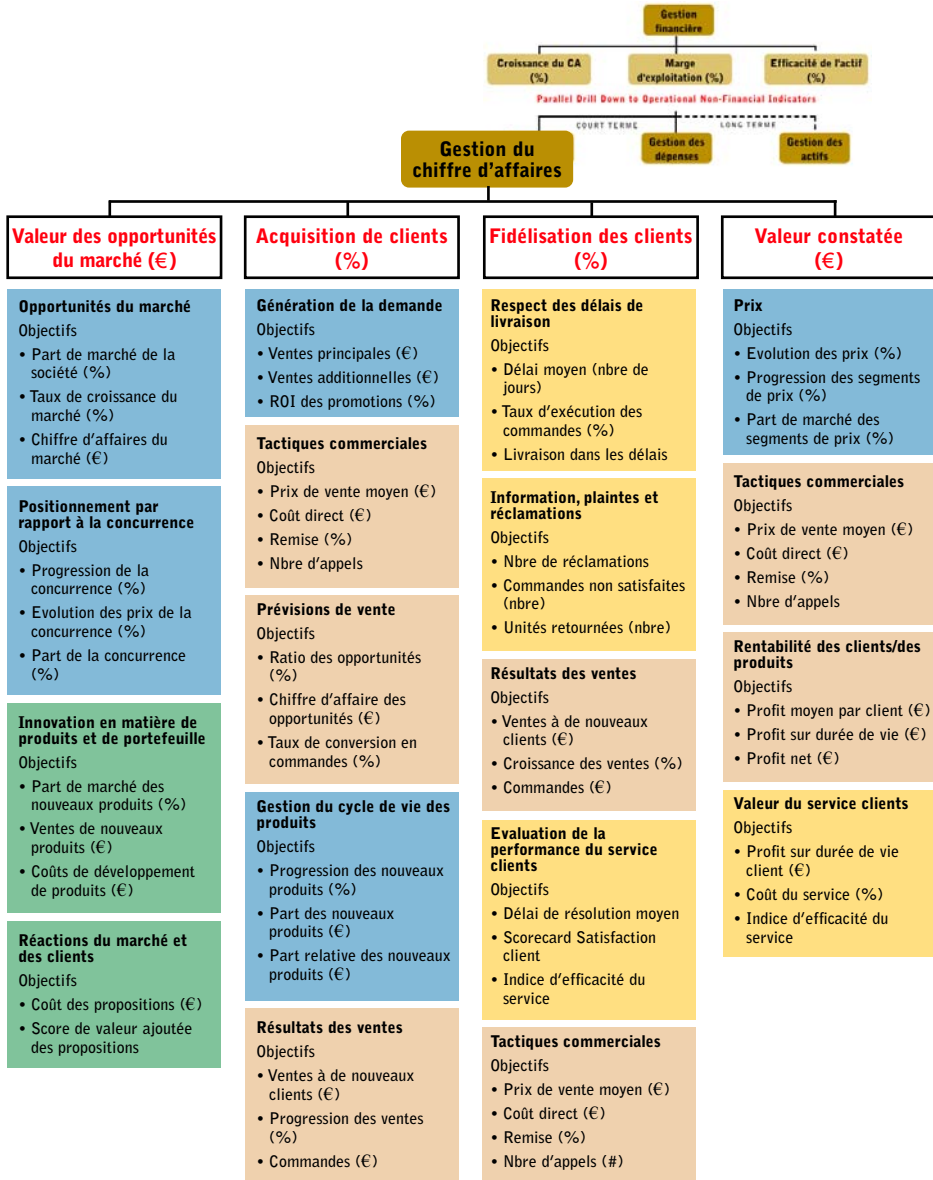 Gestion
financière
Croissance du CA
(%)
Marge
d'exploitation (%)
Efficacité de l'actif
(%)
Parallel Drill Down to Operational Non-Financial Indicators
COURT TERME
LONG TERME
Gestion du
chiffre d'affaires
Gestion des
dépenses
Gestion des
actifs
Valeur des opportunités
du marché (€)
Opportunités du marché
Objectifs
• Part de marché de la
société (%)
• Taux de croissance du
marché (%)
• Chiffre d'affaires du
marché (€)
Positionnement par
rapport à la concurrence
Objectifs
• Progression de la
concurrence (%)
• Evolution des prix de la
concurrence (%)
• Part de la concurrence
(%)
Innovation en matière de
produits et de portefeuille
Objectifs
• Part de marché des
nouveaux produits (%)
• Ventes de nouveaux
produits (€)
• Coûts de développement
de produits (€)
Réactions du marché et
des clients
Objectifs
• Coût des propositions (€)
• Score de valeur ajoutée
des propositions
Acquisition de clients
(%)
Génération de la demande
Objectifs
• Ventes principales (€)
• Ventes additionnelles (€)
• ROI des promotions (%)
Tactiques commerciales
Objectifs
• Prix de vente moyen (€)
• Coût direct (€)
• Remise (%)
• Nbre d'appels
Prévisions de vente
Objectifs
• Ratio des opportunités
(%)
• Chiffre d'affaire des
opportunités (€)
• Taux de conversion en
commandes (%)
Gestion du cycle de vie des
produits
Objectifs
• Progression des nouveaux
produits (%)
• Part des nouveaux
produits (€)
• Part relative des nouveaux
produits (€)
Résultats des ventes
Objectifs
• Ventes à de nouveaux
clients (€)
• Progression des ventes
(%)
• Commandes (€)
Fidélisation des clients
(%)
Respect des délais de
livraison
Objectifs
• Délai moyen (nbre de
jours)
• Taux d'exécution des
commandes (%)
• Livraison dans les délais
Information, plaintes et
réclamations
Objectifs
• Nbre de réclamations
• Commandes non satisfaites
(nbre)
• Unités retournées (nbre)
Résultats des ventes
Objectifs
• Ventes à de nouveaux
clients (€)
• Croissance des ventes (%)
• Commandes (€)
Evaluation de la
performance du service
clients
Objectifs
• Délai de résolution moyen
• Scorecard Satisfaction
client
• Indice d'efficacité du
service
Tactiques commerciales
Objectifs
• Prix de vente moyen (€)
• Coût direct (€)
• Remise (%)
• Nbre d'appels (#)
Valeur constatée
(€)
Prix
Objectifs
• Evolution des prix (%)
• Progression des segments
de prix (%)
• Part de marché des
segments de prix (%)
Tactiques commerciales
Objectifs
• Prix de vente moyen (€)
• Coût direct (€)
• Remise (%)
• Nbre d'appels
Rentabilité des clients/des
produits
Objectifs
• Profit moyen par client (€)
• Profit sur durée de vie (€)
• Profit net (€)
Valeur du service clients
Objectifs
• Profit sur durée de vie
client (€)
• Coût du service (%)
• Indice d'efficacité du
service